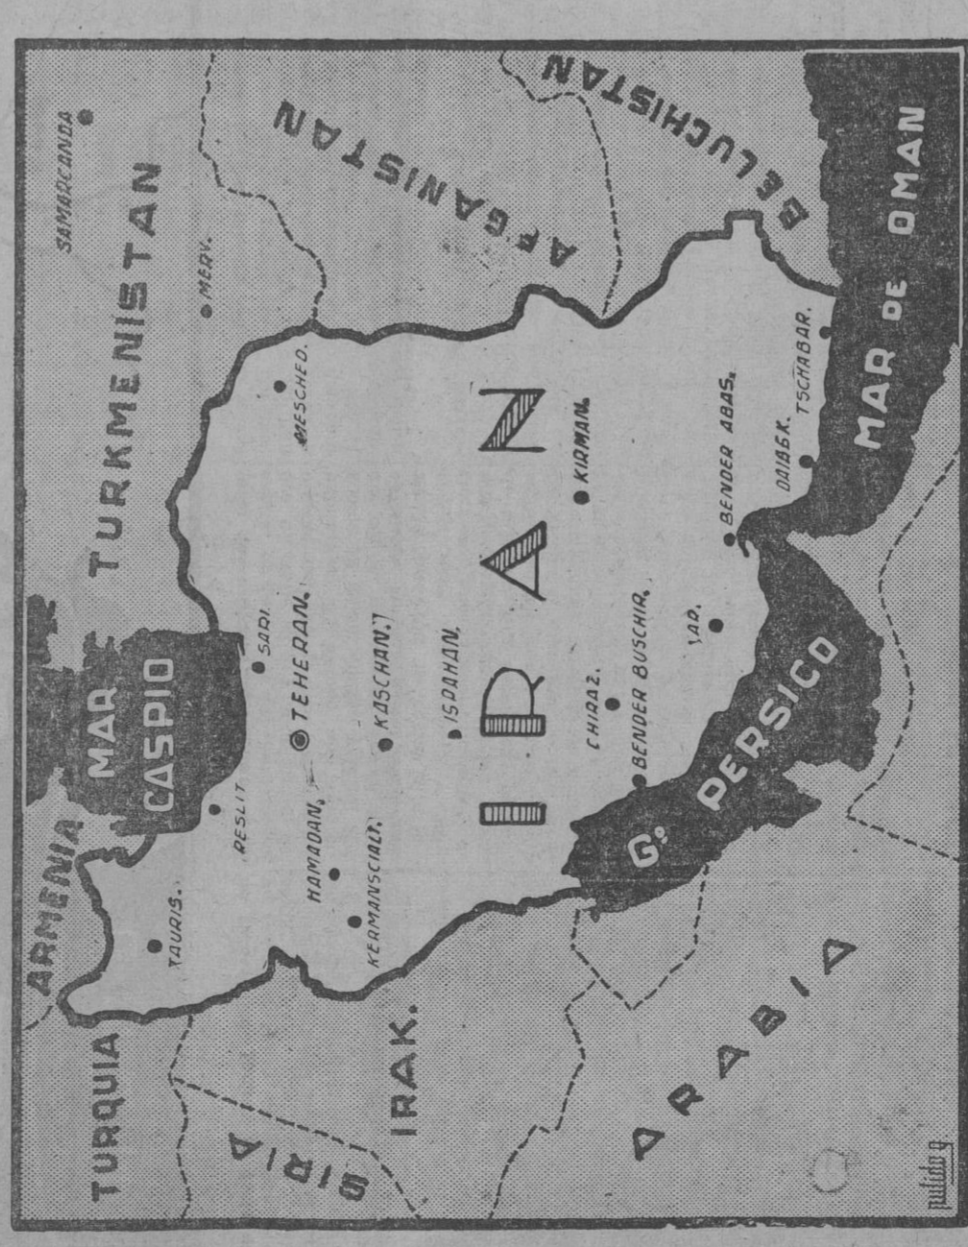 TURQUIA
ARMENIA
MAR
CASPIO
TURKMENISTAN
SAMARCANDA
MERV.
AFGANISTAN
BELUCHISTAN
SIRIA
IRAK.
ARABIA
TAURIS.
RESLIT
SARI.
MESCHED.
HAMADAN.
TEHERAN.
KERMANSCIALI.
KASCHAN.
ISPAHAN.
IRAN
KIRMAN.
CHIRAZ.
BENDER BUSCHIR.
BENDER ABAS.
TSCHABAR.
Gº PERSICO
MAR DE OMAN
pulido g